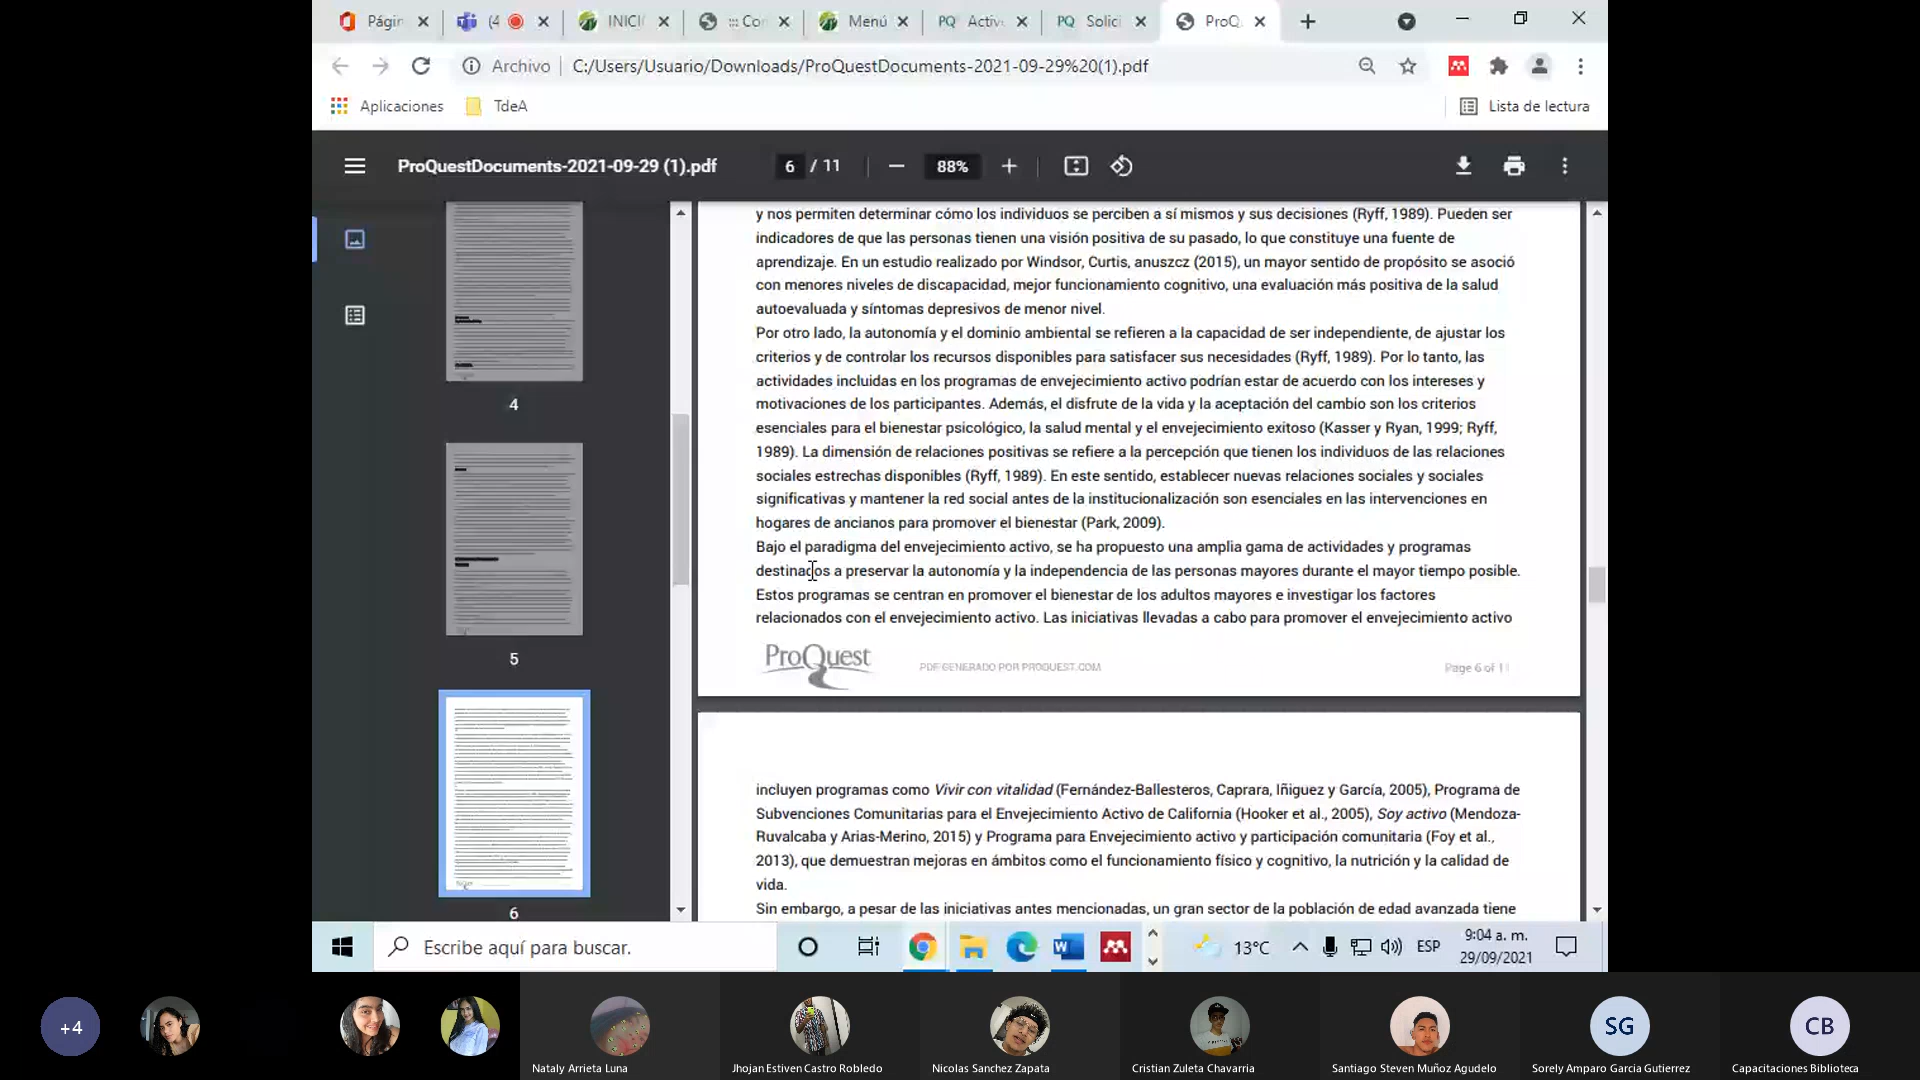 Págin
(4
INICI
::: Cor
Menú
PQ Activ
PQ Solici
ProQ
Archivo
C:/Users/Usuario/Downloads/ProQuestDocuments-2021-09-29%20(1).pdf
Aplicaciones
TdeA
Lista de lectura
ProQuestDocuments-2021-09-29 (1).pdf
6 / 11
88%
4
5
6
y nos permiten determinar cómo los individuos se perciben a sí mismos y sus decisiones (Ryff, 1989). Pueden ser
indicadores de que las personas tienen una visión positiva de su pasado, lo que constituye una fuente de
aprendizaje. En un estudio realizado por Windsor, Curtis, anuszcz (2015), un mayor sentido de propósito se asoció
con menores niveles de discapacidad, mejor funcionamiento cognitivo, una evaluación más positiva de la salud
autoevaluada y síntomas depresivos de menor nivel.
Por otro lado, la autonomía y el dominio ambiental se refieren a la capacidad de ser independiente, de ajustar los
criterios y de controlar los recursos disponibles para satisfacer sus necesidades (Ryff, 1989). Por lo tanto, las
actividades incluidas en los programas de envejecimiento activo podrían estar de acuerdo con los intereses y
motivaciones de los participantes. Además, el disfrute de la vida y la aceptación del cambio son los criterios
esenciales para el bienestar psicológico, la salud mental y el envejecimiento exitoso (Kasser y Ryan, 1999; Ryff,
1989). La dimensión de relaciones positivas se refiere a la percepción que tienen los individuos de las relaciones
sociales estrechas disponibles (Ryff, 1989). En este sentido, establecer nuevas relaciones sociales y sociales
significativas y mantener la red social antes de la institucionalización son esenciales en las intervenciones en
hogares de ancianos para promover el bienestar (Park, 2009).
Bajo el paradigma del envejecimiento activo, se ha propuesto una amplia gama de actividades y programas
destinados a preservar la autonomía y la independencia de las personas mayores durante el mayor tiempo posible.
Estos programas se centran en promover el bienestar de los adultos mayores e investigar los factores
relacionados con el envejecimiento activo. Las iniciativas llevadas a cabo para promover el envejecimiento activo
ProQuest
PDF GENERADO POR PROQUEST.COM
Page 6 of 11
incluyen programas como Vivir con vitalidad (Fernández-Ballesteros, Caprara, Iñiguez y García, 2005), Programa de
Subvenciones Comunitarias para el Envejecimiento Activo de California (Hooker et al., 2005), Soy activo (Mendoza-
Ruvalcaba y Arias-Merino, 2015) y Programa para Envejecimiento activo y participación comunitaria (Foy et al.,
2013), que demuestran mejoras en ámbitos como el funcionamiento físico y cognitivo, la nutrición y la calidad de
vida.
Sin embargo, a pesar de las iniciativas antes mencionadas, un gran sector de la población de edad avanzada tiene
Escribe aquí para buscar.
13°C
ESP
9:04 a. m.
29/09/2021
+4
SG
CB
Nataly Arrieta Luna
Jhojan Estiven Castro Robledo
Nicolas Sanchez Zapata
Cristian Zuleta Chavarria
Santiago Steven Muñoz Agudelo
Sorely Amparo Garcia Gutierrez
Capacitaciones Biblioteca